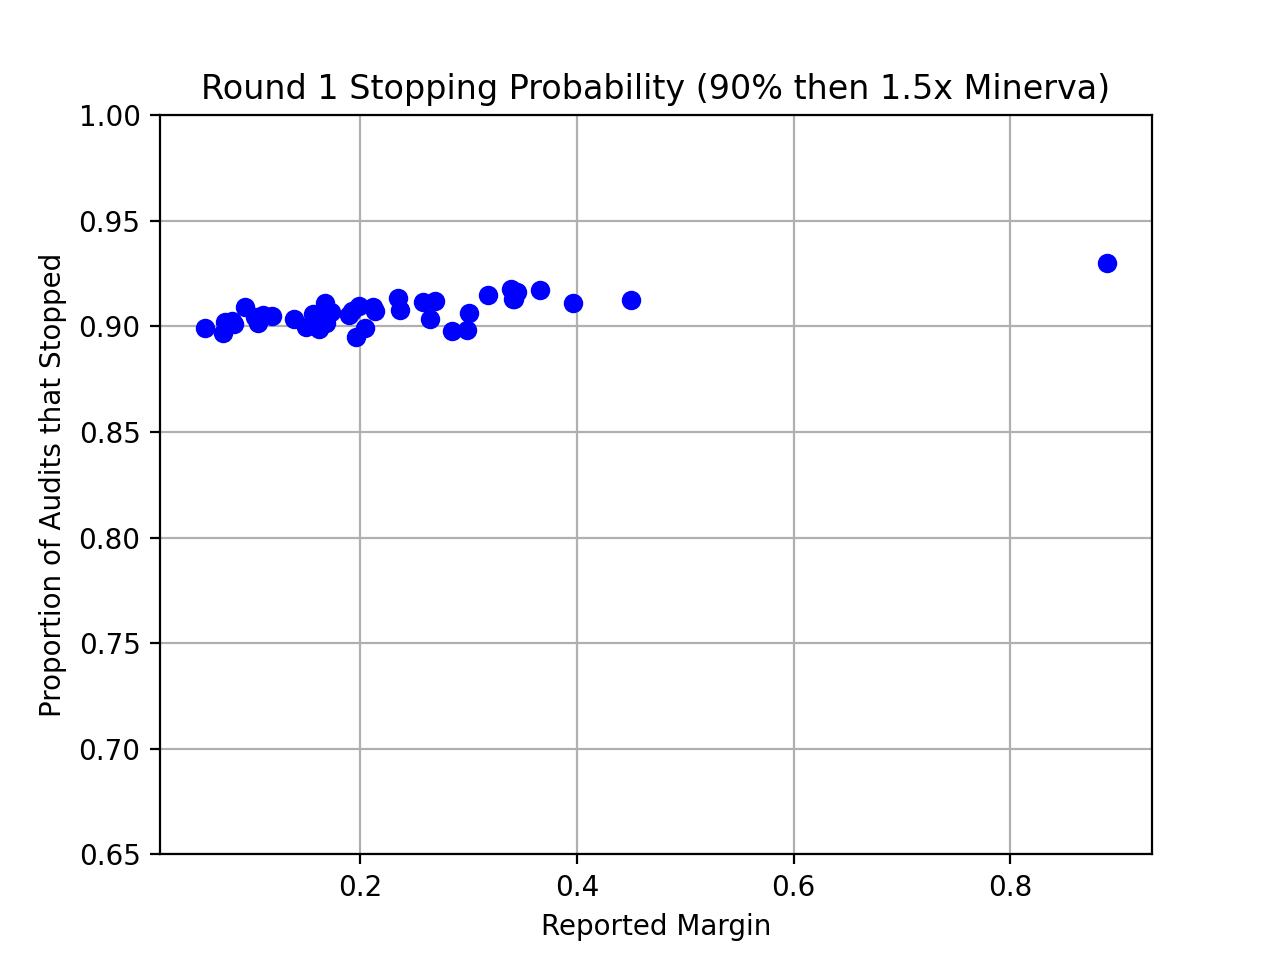 Round 1 Stopping Probability (90% then 1.5x Minerva)
1.00
0.95
0.90
0.85
0.80
0.75
0.70
0.65
Proportion of Audits that Stopped
0.2 0.4 0.6 0.8
Reported Margin